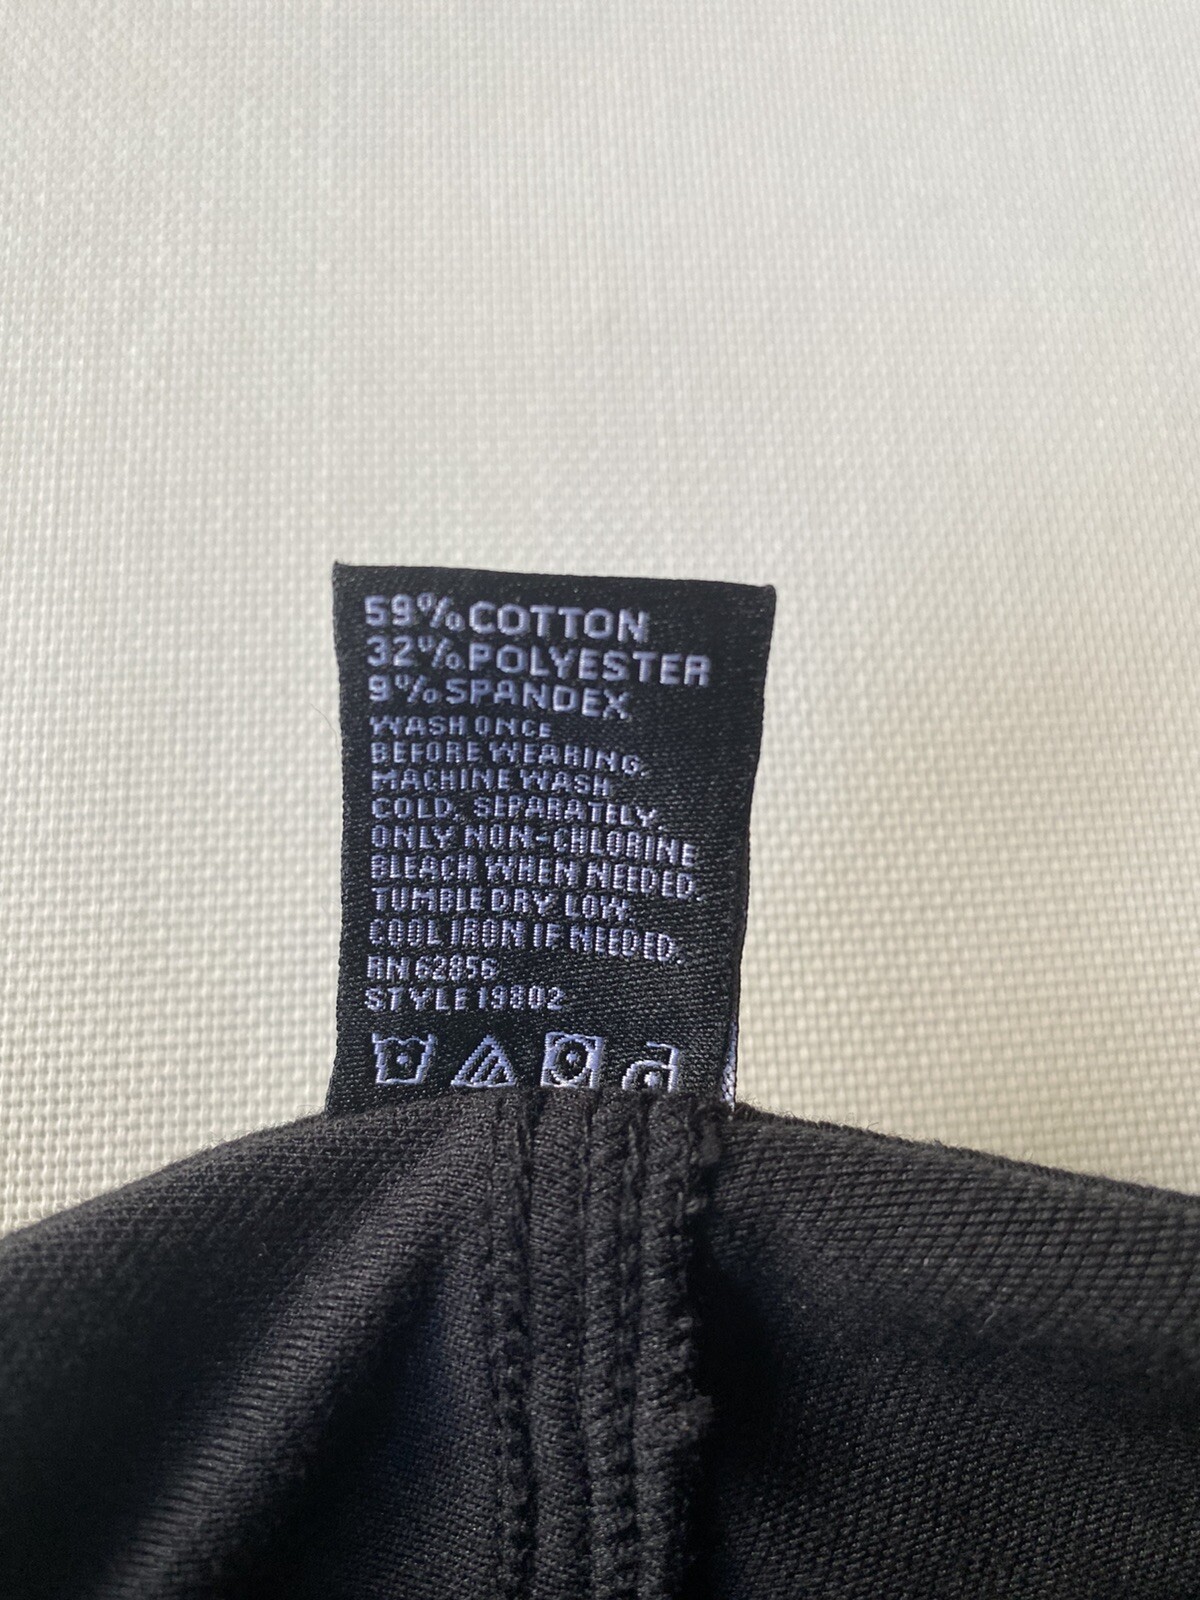 59% COTTON
32% POLYESTER
9% SPANDEX
WASH ONCE
BEFORE WEARING.
MACHINE WASH
COLD, SEPARATELY.
ONLY NON-CHLORINE
BLEACH WHEN NEEDED.
TUMBLE DRY LOW.
COOL IRON IF NEEDED.
RN 62856
STYLE 19802